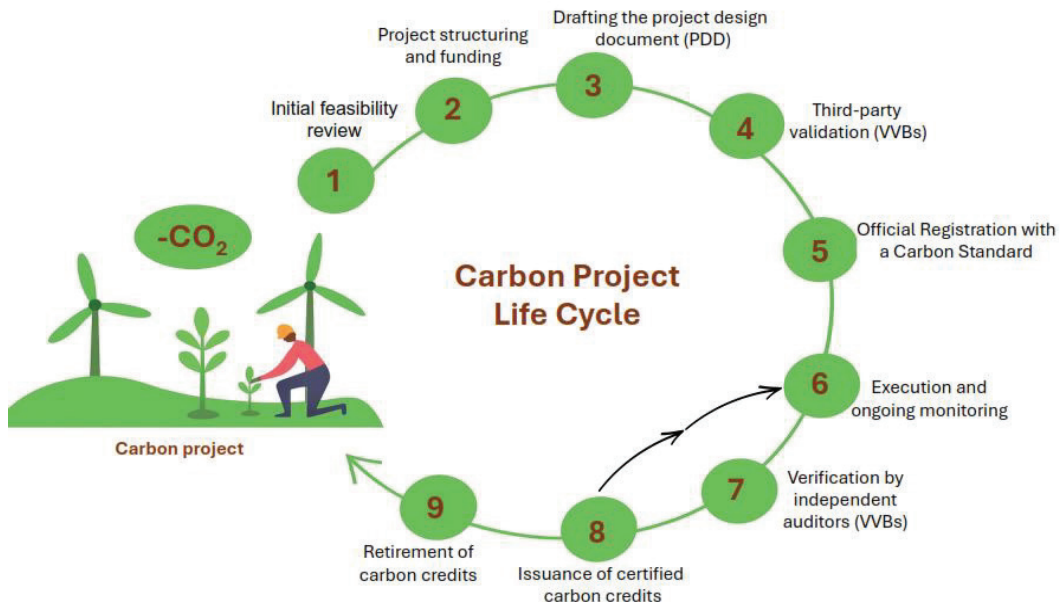 Initial feasibility
review
1
Project structuring
and funding
2
Drafting the project design
document (PDD)
3
Third-party
validation (VVBs)
4
Official Registration with
a Carbon Standard
5
Execution and
ongoing monitoring
6
Verification by
independent
auditors (VVBs)
7
Issuance of certified
carbon credits
8
Retirement of
carbon credits
9
Carbon Project
Life Cycle
-CO₂
Carbon project